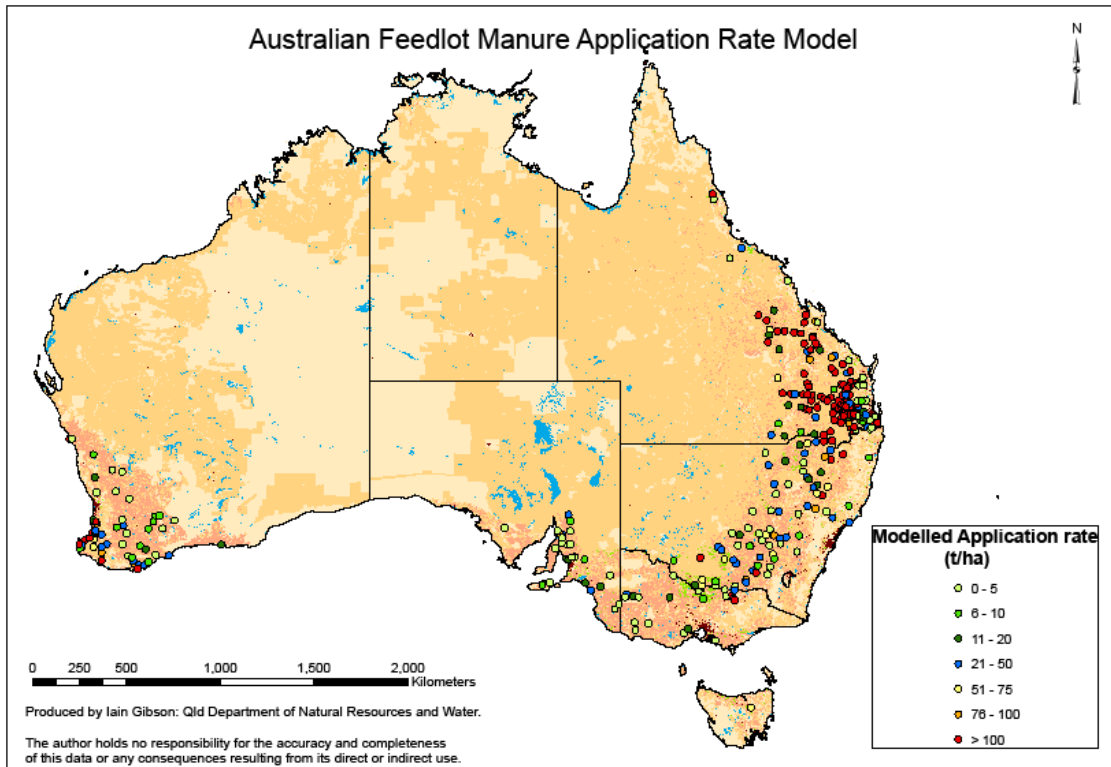 Australian Feedlot Manure Application Rate Model
N
Modelled Application rate
(t/ha)
0 - 5
6 - 10
11 - 20
21 - 50
51 - 75
76 - 100
> 100
0 250 500 1,000 1,500 2,000
Kilometers
Produced by Iain Gibson: Qld Department of Natural Resources and Water.
The author holds no responsibility for the accuracy and completeness
of this data or any consequences resulting from its direct or indirect use.